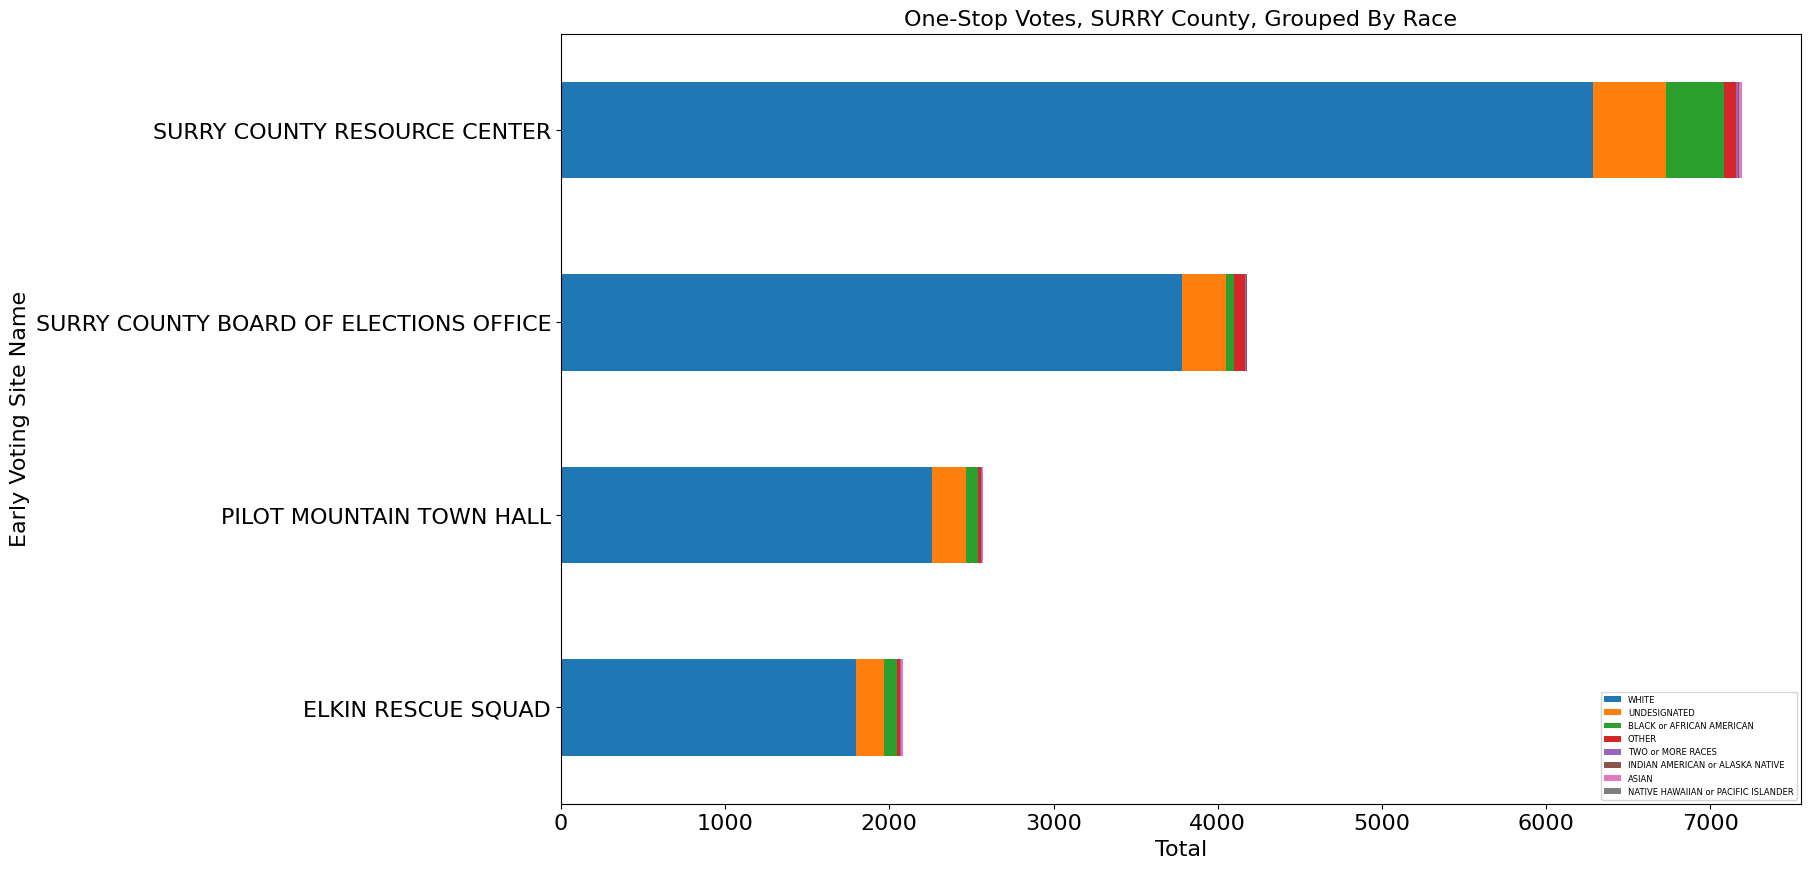 One-Stop Votes, SURRY County, Grouped By Race
Early Voting Site Name
SURRY COUNTY RESOURCE CENTER
SURRY COUNTY BOARD OF ELECTIONS OFFICE
PILOT MOUNTAIN TOWN HALL
ELKIN RESCUE SQUAD
WHITE
UNDESIGNATED
BLACK or AFRICAN AMERICAN
OTHER
TWO or MORE RACES
INDIAN AMERICAN or ALASKA NATIVE
ASIAN
NATIVE HAWAIIAN or PACIFIC ISLANDER
0 1000 2000 3000 4000 5000 6000 7000
Total